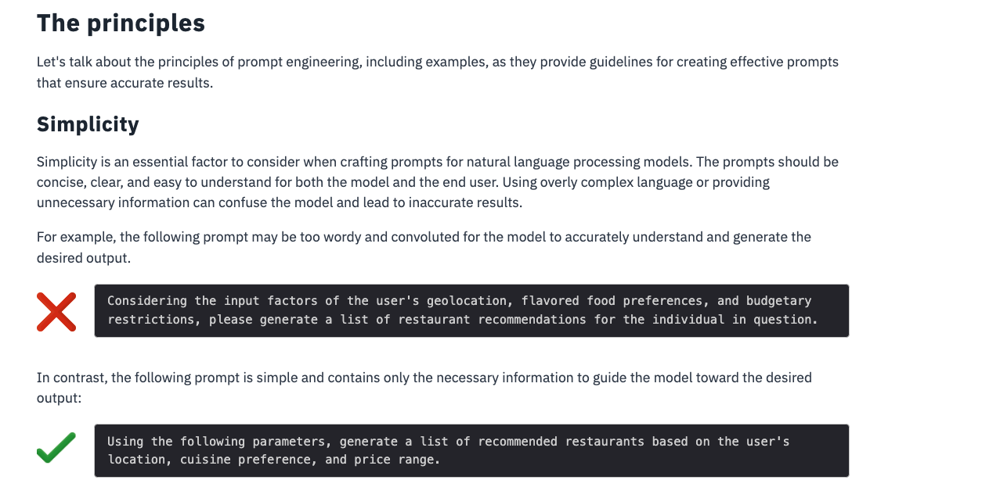 The principles
Let's talk about the principles of prompt engineering, including examples, as they provide guidelines for creating effective prompts
that ensure accurate results.
Simplicity
Simplicity is an essential factor to consider when crafting prompts for natural language processing models. The prompts should be
concise, clear, and easy to understand for both the model and the end user. Using overly complex language or providing
unnecessary information can confuse the model and lead to inaccurate results.
For example, the following prompt may be too wordy and convoluted for the model to accurately understand and generate the
desired output.
Considering the input factors of the user's geolocation, flavored food preferences, and budgetary
restrictions, please generate a list of restaurant recommendations for the individual in question.
In contrast, the following prompt is simple and contains only the necessary information to guide the model toward the desired
output:
Using the following parameters, generate a list of recommended restaurants based on the user's
location, cuisine preference, and price range.